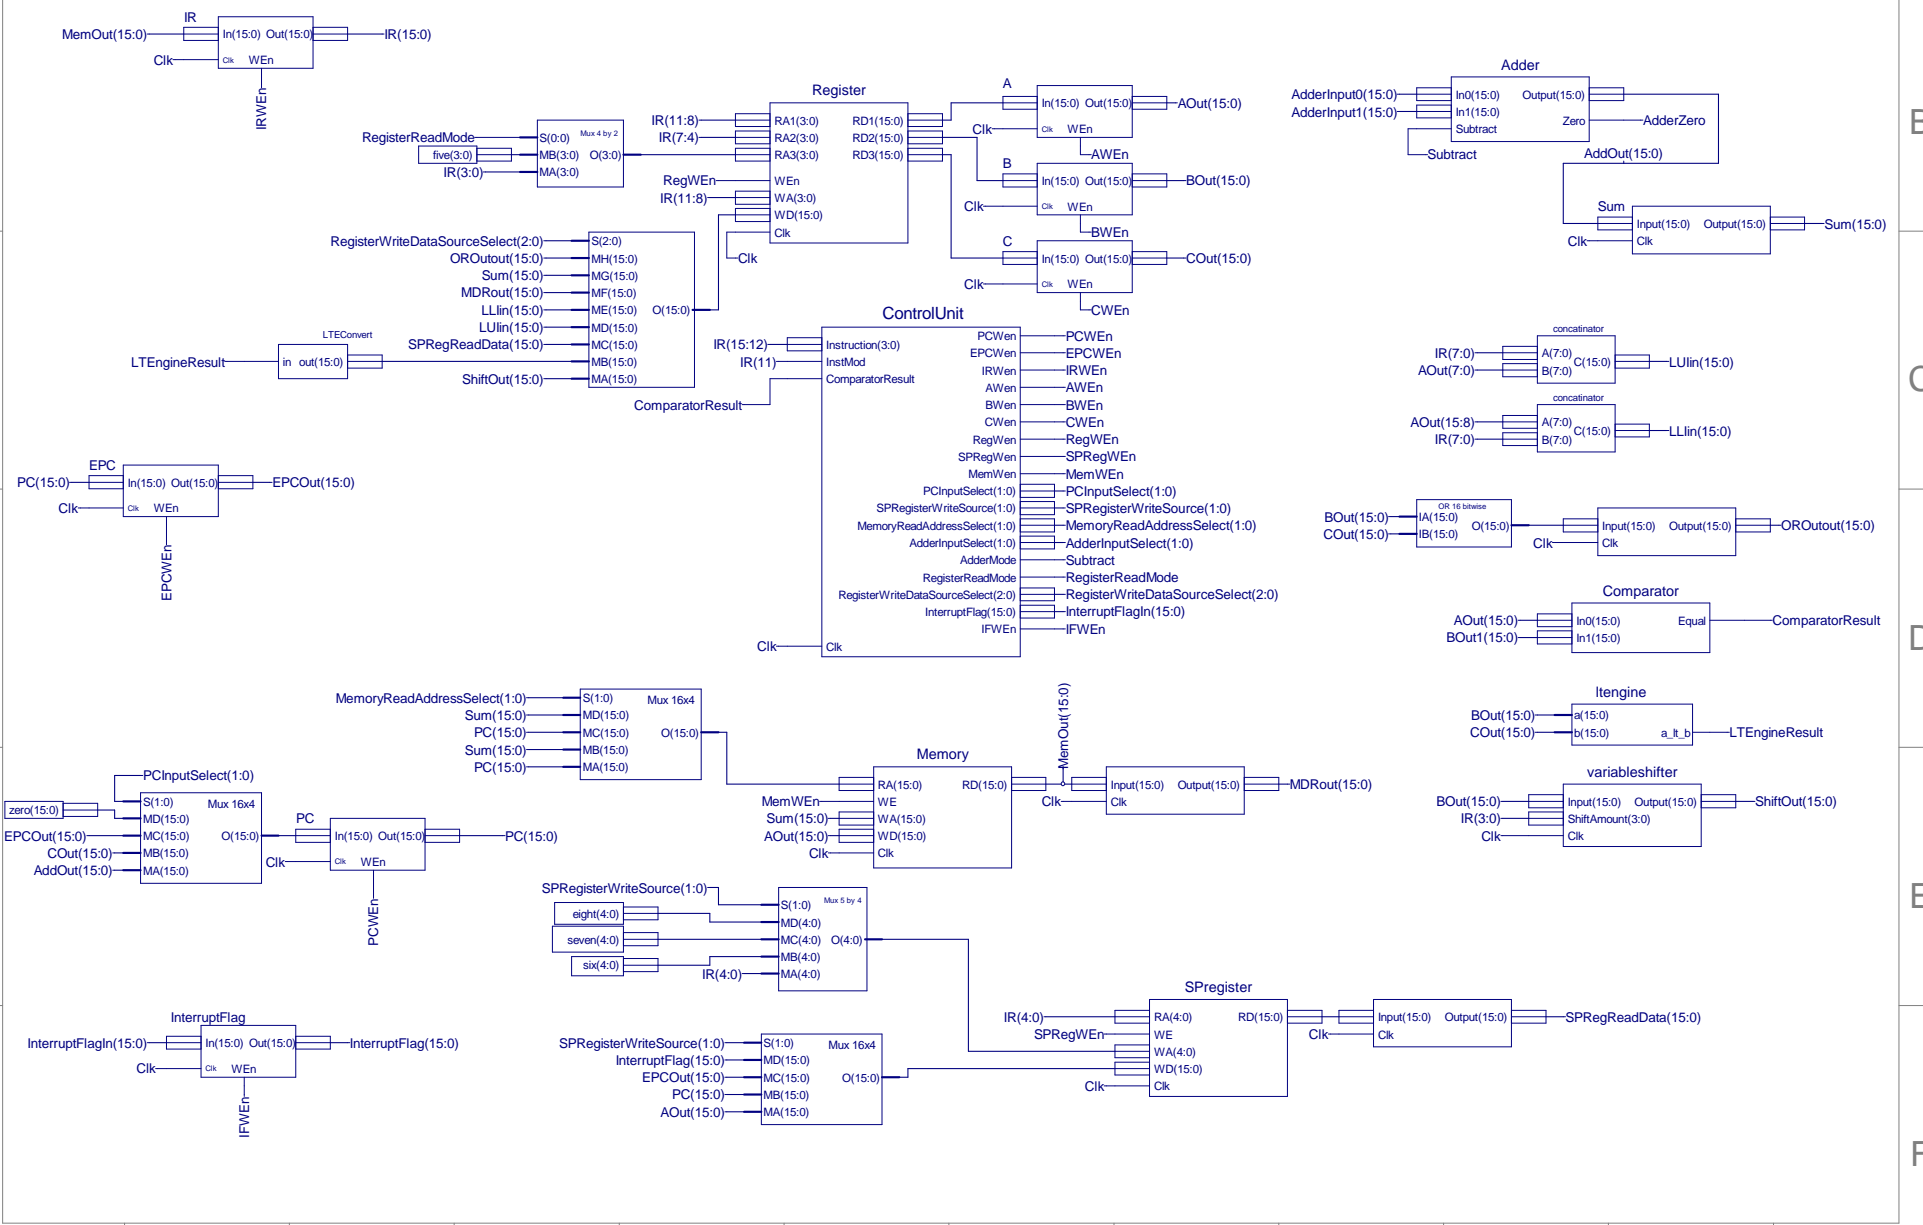 IR
MemOut(15:0)
In(15:0) Out(15:0)
IR(15:0)
Clk
Clk WEn
IRWEn
RegisterReadMode
five(3:0)
IR(3:0)
S(0:0) Mux 4 by 2
MB(3:0) O(3:0)
MA(3:0)
Register
IR(11:8)
IR(7:4)
RegWEn
IR(11:8)
RA1(3:0) RD1(15:0)
RA2(3:0) RD2(15:0)
RA3(3:0) RD3(15:0)
WEn
WA(3:0)
WD(15:0)
Clk
Clk
A
In(15:0) Out(15:0)
AOut(15:0)
Clk
Clk WEn
AWEn
B
In(15:0) Out(15:0)
BOut(15:0)
Clk
Clk WEn
BWEn
C
In(15:0) Out(15:0)
COut(15:0)
Clk
Clk WEn
CWEn
Adder
AdderInput0(15:0)
AdderInput1(15:0)
In0(15:0) Output(15:0)
In1(15:0)
Zero
Subtract
AdderZero
Subtract
AddOut(15:0)
Sum
Input(15:0) Output(15:0)
Sum(15:0)
Clk
Clk
RegisterWriteDataSourceSelect(2:0)
OROutout(15:0)
Sum(15:0)
MDRout(15:0)
LLIin(15:0)
LUIin(15:0)
SPRegReadData(15:0)
ShiftOut(15:0)
S(2:0)
MH(15:0)
MG(15:0)
MF(15:0)
ME(15:0) O(15:0)
MD(15:0)
MC(15:0)
MB(15:0)
MA(15:0)
LTEConvert
LTEngineResult
in out(15:0)
ControlUnit
IR(15:12)
IR(11)
ComparatorResult
Instruction(3:0)
InstMod
ComparatorResult
Clk
Clk
PCWen PCWEn
EPCWen EPCWEn
IRWen IRWEn
AWen AWEn
BWen BWEn
CWen CWEn
RegWen RegWEn
SPRegWen SPRegWEn
MemWen MemWEn
PCInputSelect(1:0) PCInputSelect(1:0)
SPRegisterWriteSource(1:0) SPRegisterWriteSource(1:0)
MemoryReadAddressSelect(1:0) MemoryReadAddressSelect(1:0)
AdderInputSelect(1:0) AdderInputSelect(1:0)
AdderMode Subtract
RegisterReadMode RegisterReadMode
RegisterWriteDataSourceSelect(2:0) RegisterWriteDataSourceSelect(2:0)
InterruptFlag(15:0) InterruptFlagIn(15:0)
IFWEn IFWEn
concatinator
IR(7:0)
AOut(7:0)
A(7:0)
B(7:0)
C(15:0)
LUIin(15:0)
concatinator
AOut(15:8)
IR(7:0)
A(7:0)
B(7:0)
C(15:0)
LLIin(15:0)
EPC
PC(15:0)
In(15:0) Out(15:0)
EPCOut(15:0)
Clk
Clk WEn
EPCWEn
OR 16 bitwise
BOut(15:0)
COut(15:0)
IA(15:0)
IB(15:0)
O(15:0)
Input(15:0) Output(15:0)
OROutout(15:0)
Clk
Clk
Comparator
AOut(15:0)
BOut1(15:0)
In0(15:0) Equal
In1(15:0)
ComparatorResult
ltengine
BOut(15:0)
COut(15:0)
a(15:0)
b(15:0) a_lt_b
LTEngineResult
variableshifter
BOut(15:0)
IR(3:0)
Clk
Input(15:0) Output(15:0)
ShiftAmount(3:0)
Clk
ShiftOut(15:0)
MemoryReadAddressSelect(1:0)
Sum(15:0)
PC(15:0)
Sum(15:0)
PC(15:0)
S(1:0) Mux 16x4
MD(15:0)
MC(15:0) O(15:0)
MB(15:0)
MA(15:0)
Memory
MemWEn
Sum(15:0)
AOut(15:0)
Clk
RA(15:0) RD(15:0)
WE
WA(15:0)
WD(15:0)
Clk
MemOut(15:0)
Input(15:0) Output(15:0)
MDRout(15:0)
Clk
Clk
PCInputSelect(1:0)
zero(15:0)
EPCOut(15:0)
COut(15:0)
AddOut(15:0)
S(1:0) Mux 16x4
MD(15:0)
MC(15:0) O(15:0)
MB(15:0)
MA(15:0)
PC
In(15:0) Out(15:0)
PC(15:0)
Clk
Clk WEn
PCWEn
SPRegisterWriteSource(1:0)
eight(4:0)
seven(4:0)
six(4:0)
IR(4:0)
S(1:0) Mux 5 by 4
MD(4:0)
MC(4:0) O(4:0)
MB(4:0)
MA(4:0)
InterruptFlag
InterruptFlagIn(15:0)
In(15:0) Out(15:0)
InterruptFlag(15:0)
Clk
Clk WEn
IFWEn
SPRegisterWriteSource(1:0)
InterruptFlag(15:0)
EPCOut(15:0)
PC(15:0)
AOut(15:0)
S(1:0) Mux 16x4
MD(15:0)
MC(15:0) O(15:0)
MB(15:0)
MA(15:0)
SPregister
IR(4:0)
SPRegWEn
Clk
RA(4:0) RD(15:0)
WE
WA(4:0)
WD(15:0)
Clk
Input(15:0) Output(15:0)
SPRegReadData(15:0)
Clk
Clk